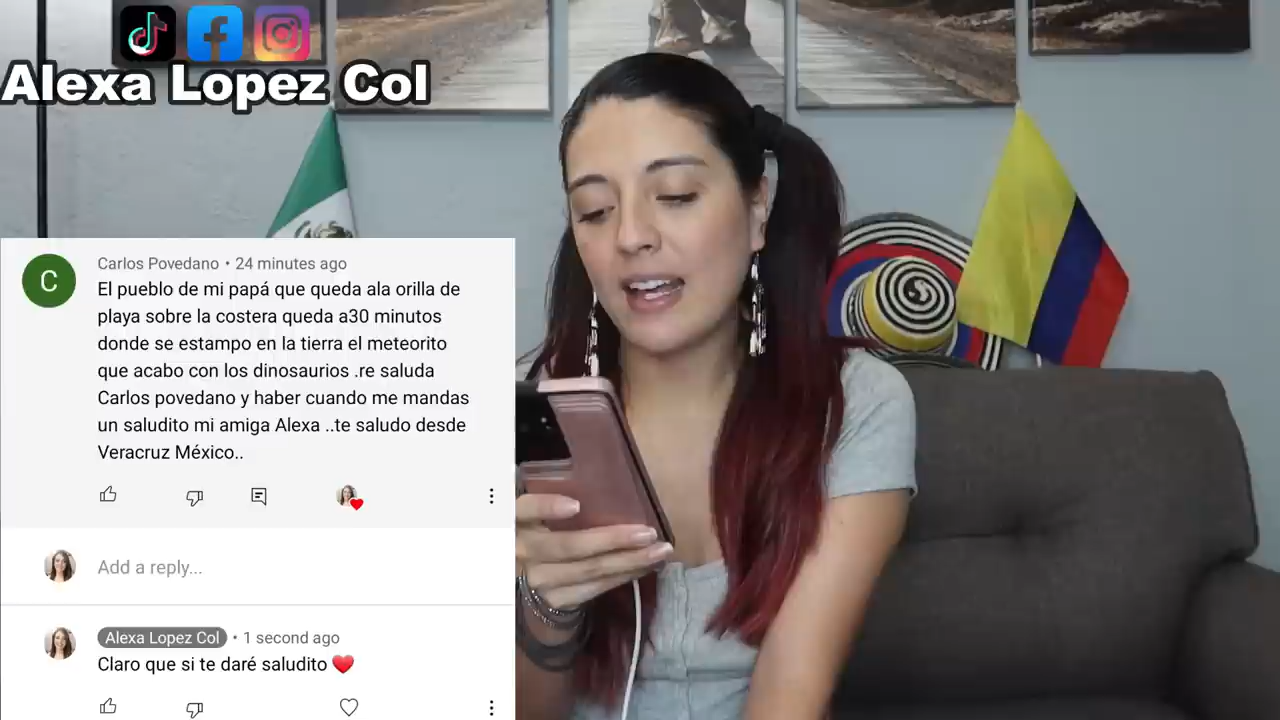 Alexa Lopez Col
C
Carlos Povedano • 24 minutes ago
El pueblo de mi papá que queda ala orilla de
playa sobre la costera queda a30 minutos
donde se estampo en la tierra el meteorito
que acabo con los dinosaurios .re saluda
Carlos povedano y haber cuando me mandas
un saludito mi amiga Alexa ..te saludo desde
Veracruz México..
Add a reply...
Alexa Lopez Col • 1 second ago
Claro que si te daré saludito ❤️